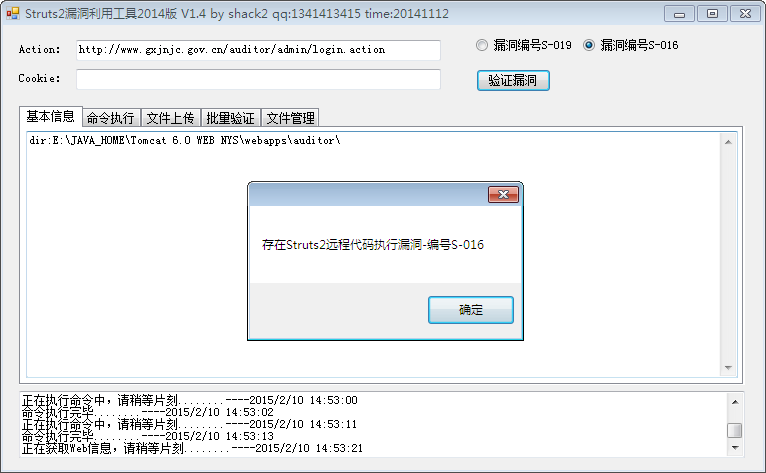 Struts2漏洞利用工具2014版 V1.4 by shack2 qq:1341413415 time:20141112
Action: http://www.gxjnjc.gov.cn/auditor/admin/login.action 漏洞编号S-019 漏洞编号S-016
Cookie: 验证漏洞
基本信息 命令执行 文件上传 批量验证 文件管理
dir:E:\JAVA_HOME\Tomcat 6.0 WEB NYS\webapps\auditor\
存在Struts2远程代码执行漏洞-编号S-016
确定
正在执行命令中，请稍等片刻........----2015/2/10 14:53:00
命令执行完毕........----2015/2/10 14:53:02
正在执行命令中，请稍等片刻........----2015/2/10 14:53:11
命令执行完毕........----2015/2/10 14:53:13
正在获取Web信息，请稍等片刻........----2015/2/10 14:53:21